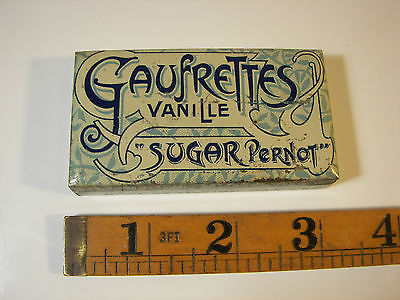 GAUFRETTES
VANILLE
"SUGAR PERNOT"
1 3FT 2 3 4